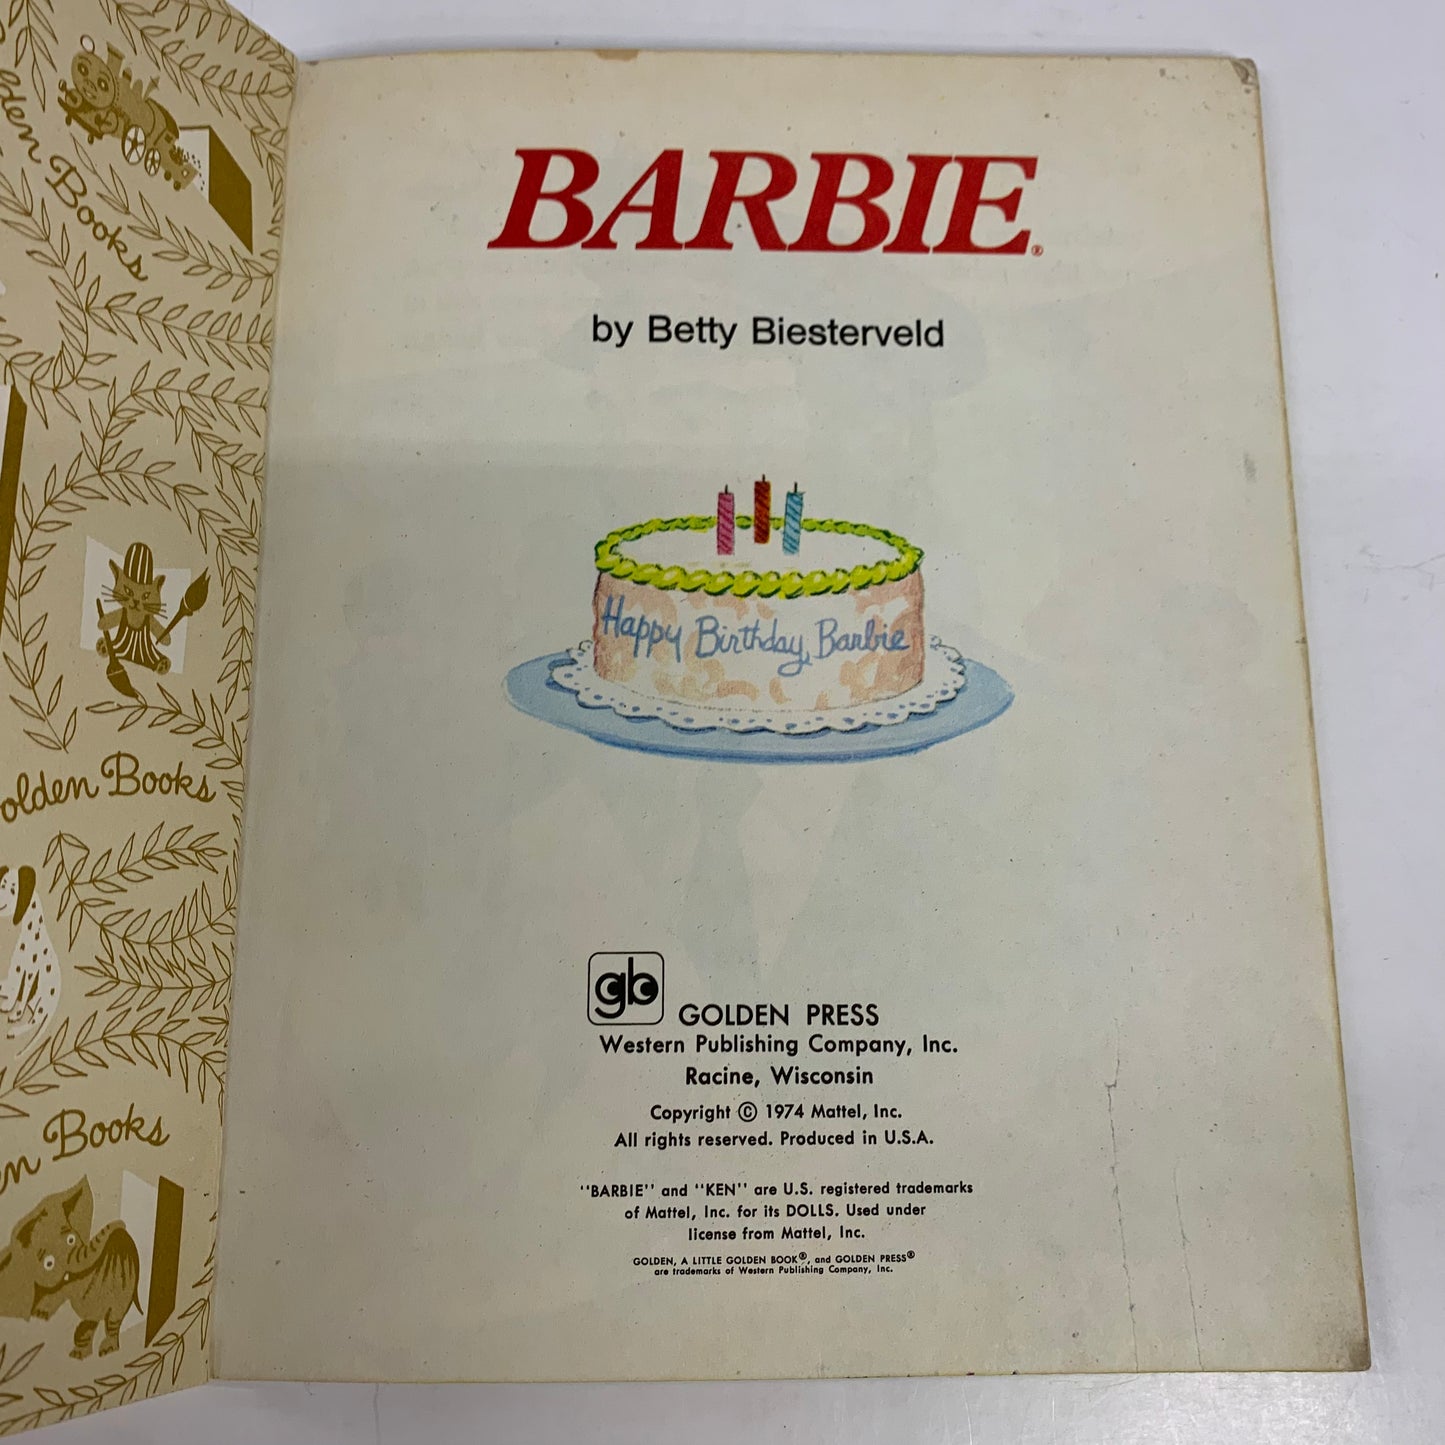 lden Books
olden Books
en Books
BARBIE®
by Betty Biesterveld
Happy Birthday, Barbie
gb GOLDEN PRESS
Western Publishing Company, Inc.
Racine, Wisconsin
Copyright © 1974 Mattel, Inc.
All rights reserved. Produced in U.S.A.
"BARBIE" and "KEN" are U.S. registered trademarks
of Mattel, Inc. for its DOLLS. Used under
license from Mattel, Inc.
GOLDEN, A LITTLE GOLDEN BOOK®, and GOLDEN PRESS®
are trademarks of Western Publishing Company, Inc.